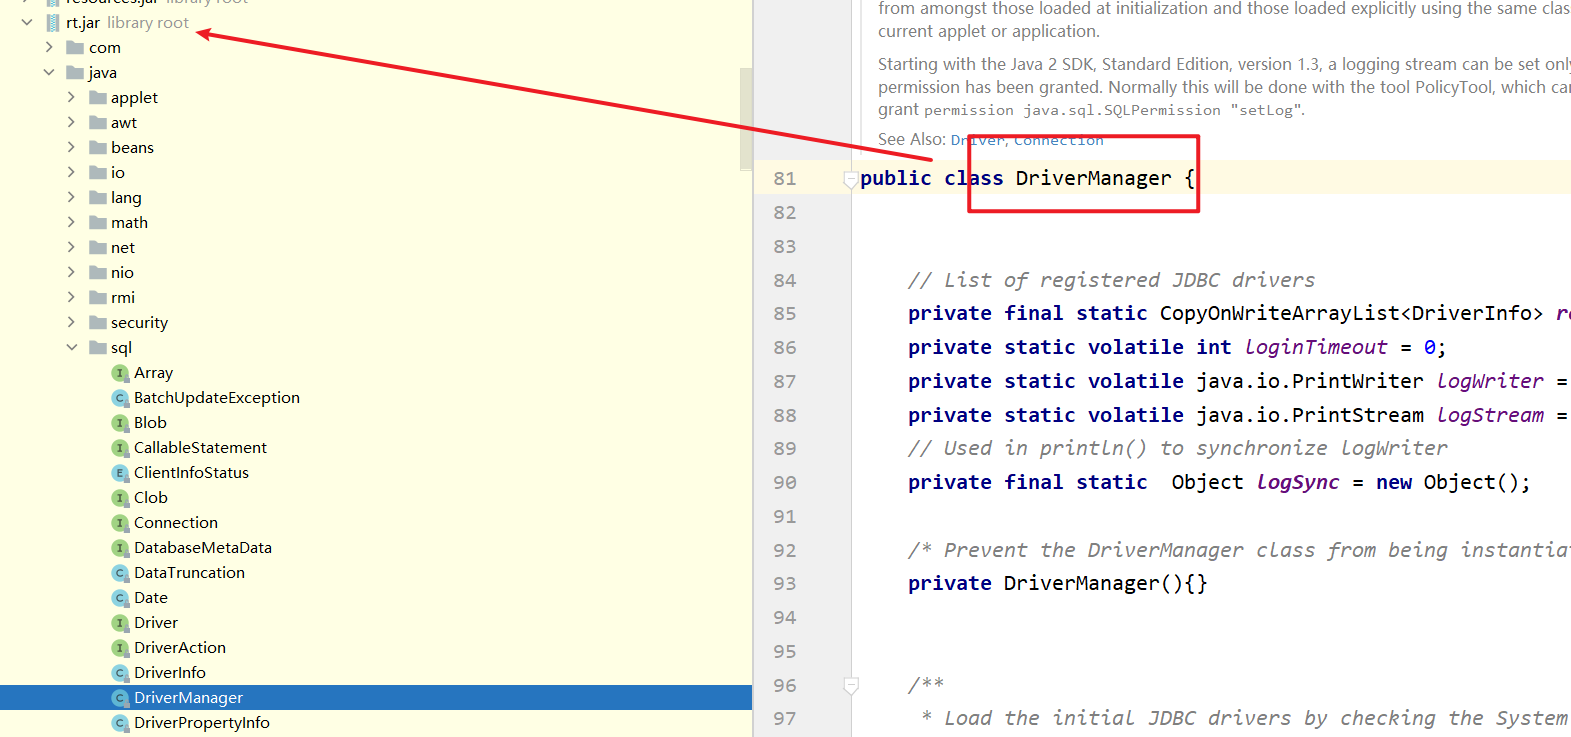 resources.jar library root
rt.jar library root
com
java
applet
awt
beans
io
lang
math
net
nio
rmi
security
sql
Array
BatchUpdateException
Blob
CallableStatement
ClientInfoStatus
Clob
Connection
DatabaseMetaData
DataTruncation
Date
Driver
DriverAction
DriverInfo
DriverManager
DriverPropertyInfo
from amongst those loaded at initialization and those loaded explicitly using the same clas
current applet or application.
Starting with the Java 2 SDK, Standard Edition, version 1.3, a logging stream can be set only
permission has been granted. Normally this will be done with the tool PolicyTool, which can
grant permission java.sql.SQLPermission "setLog".
See Also: Driver, Connection
81 public class DriverManager {
82
83
84 // List of registered JDBC drivers
85 private final static CopyOnWriteArrayList<DriverInfo> re
86 private static volatile int loginTimeout = 0;
87 private static volatile java.io.PrintWriter logWriter =
88 private static volatile java.io.PrintStream logStream =
89 // Used in println() to synchronize logWriter
90 private final static  Object logSync = new Object();
91
92 /* Prevent the DriverManager class from being instantiat
93 private DriverManager(){}
94
95
96 /**
97 * Load the initial JDBC drivers by checking the System